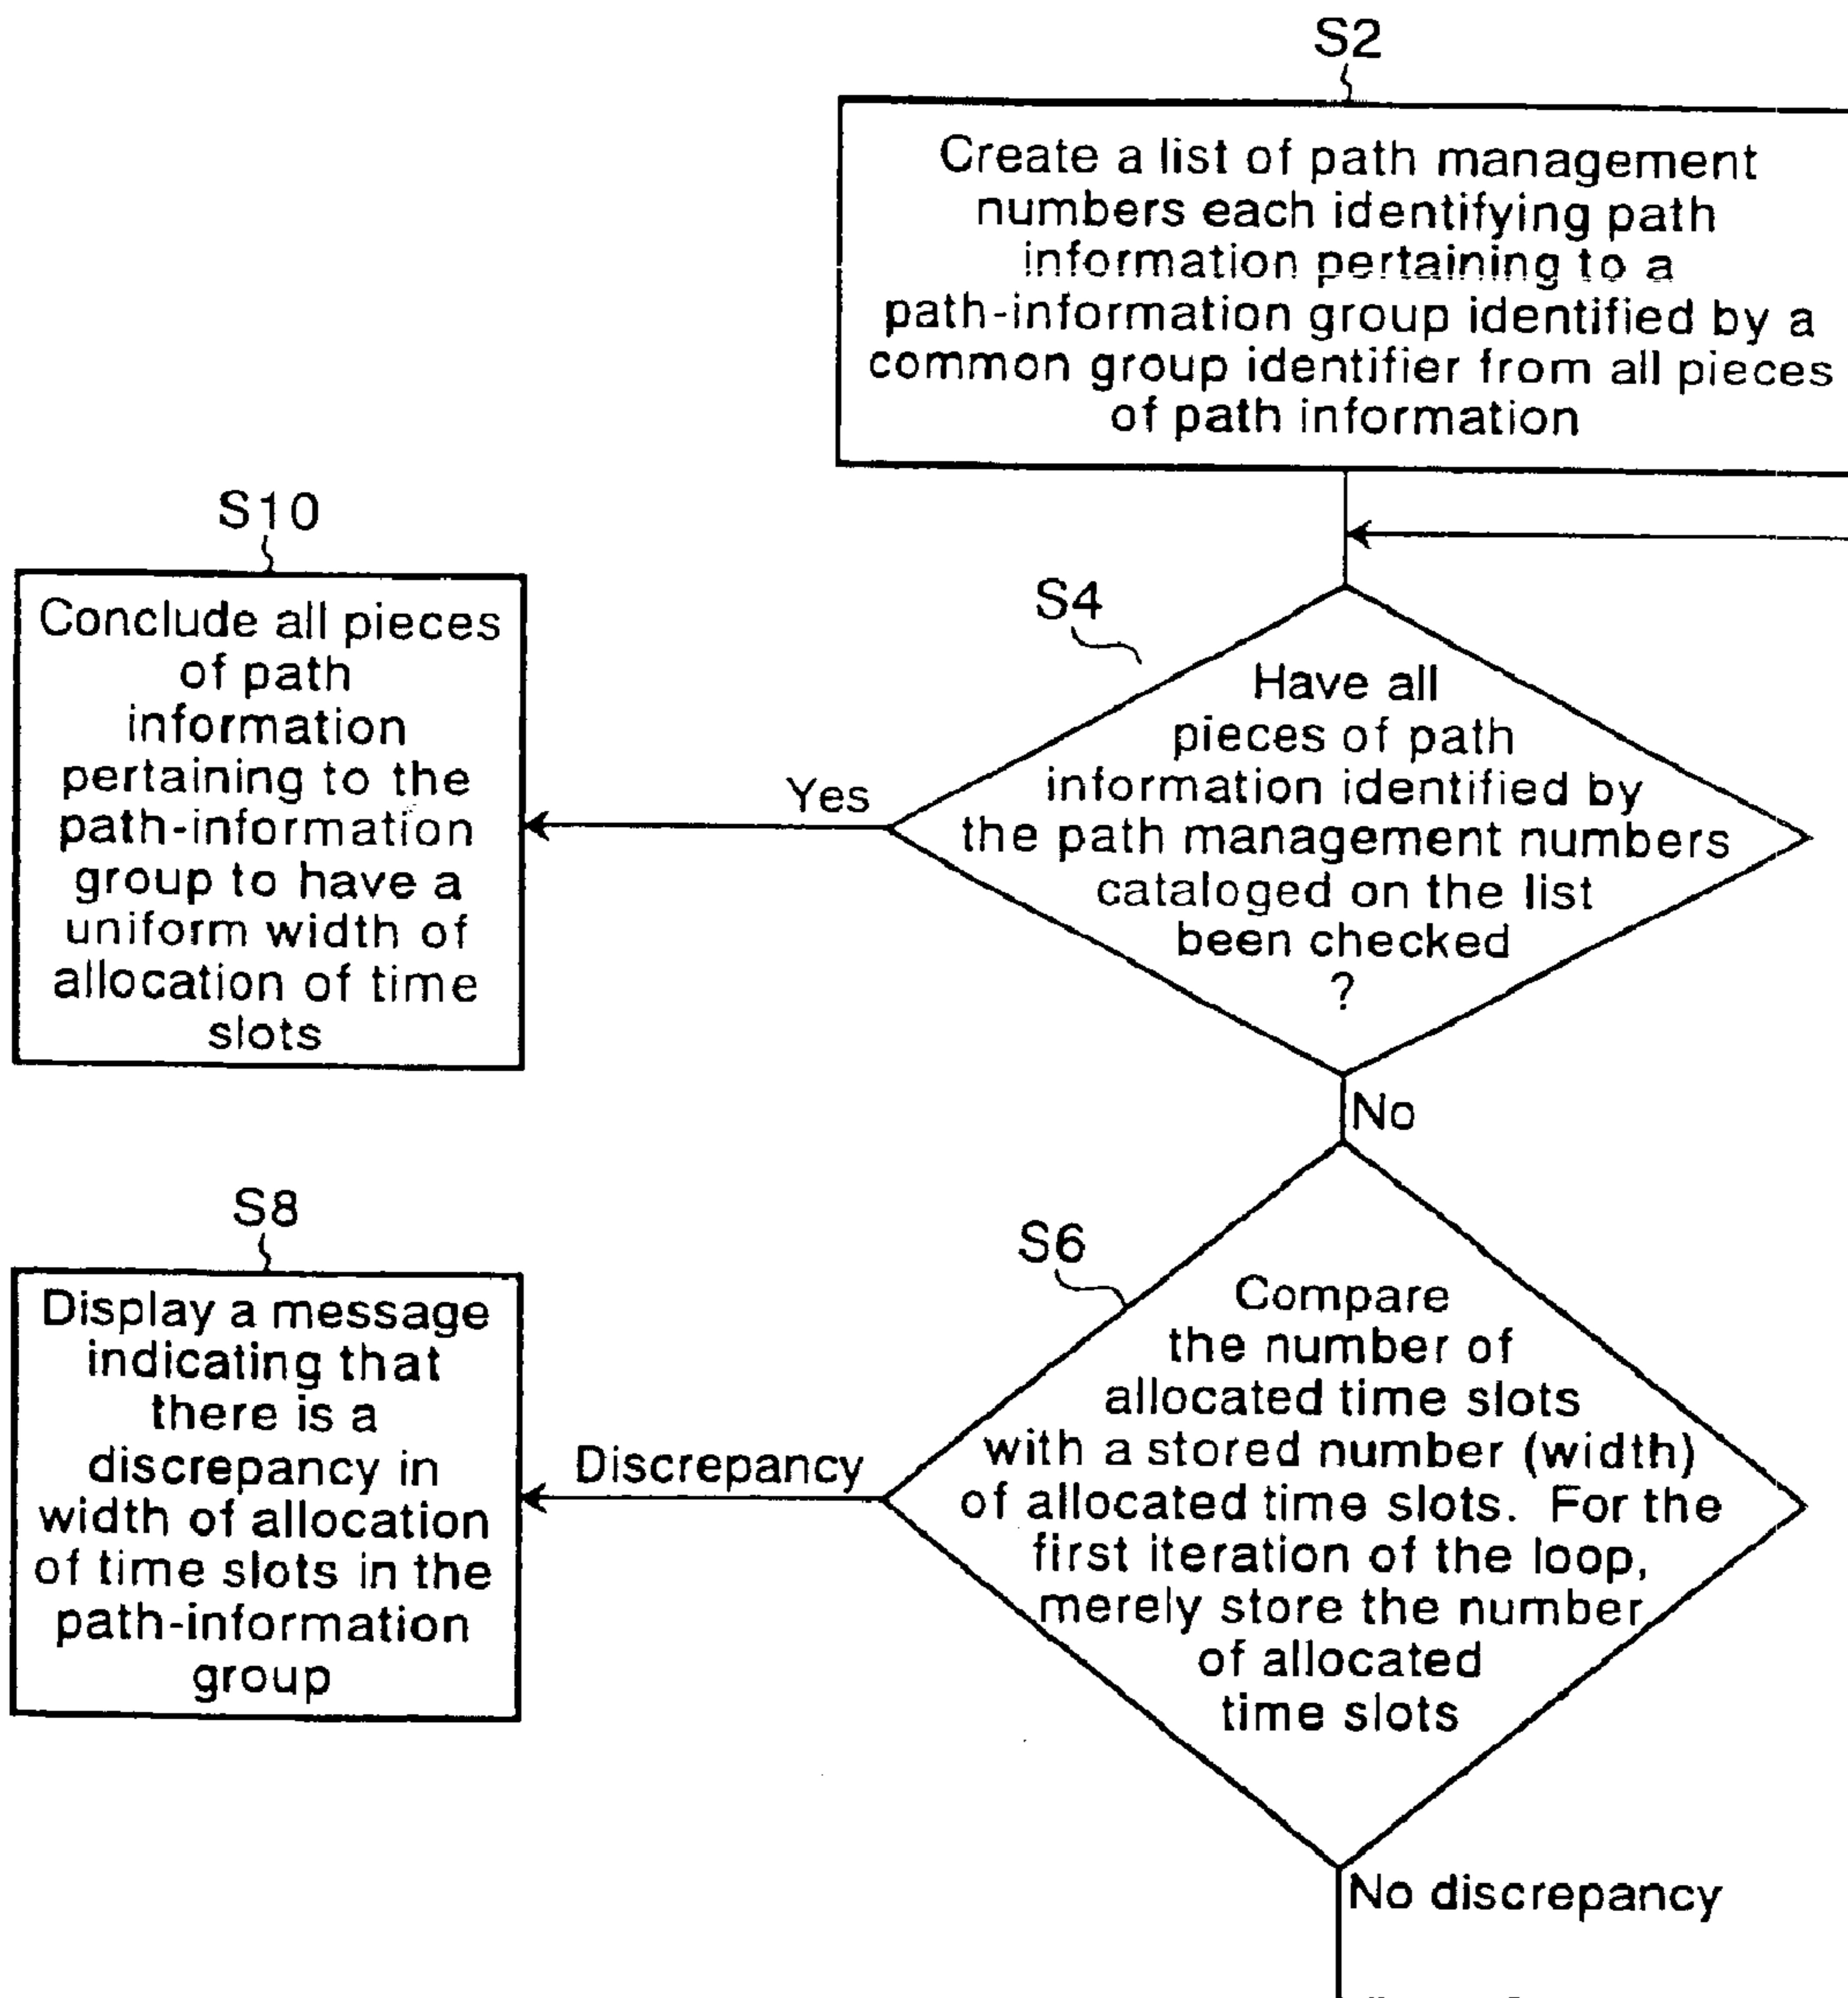 S2
Create a list of path management
numbers each identifying path
information pertaining to a
path-information group identified by a
common group identifier from all pieces
of path information
S10
Conclude all pieces
of path
information
pertaining to the
path-information
group to have a
uniform width of
allocation of time
slots
S4
Have all
pieces of path
information identified by
the path management numbers
cataloged on the list
been checked
?
Yes
No
S8
Display a message
indicating that
there is a
discrepancy in
width of allocation
of time slots in the
path-information
group
S6
Compare
the number of
allocated time slots
with a stored number (width)
of allocated time slots. For the
first iteration of the loop,
merely store the number
of allocated
time slots
Discrepancy
No discrepancy